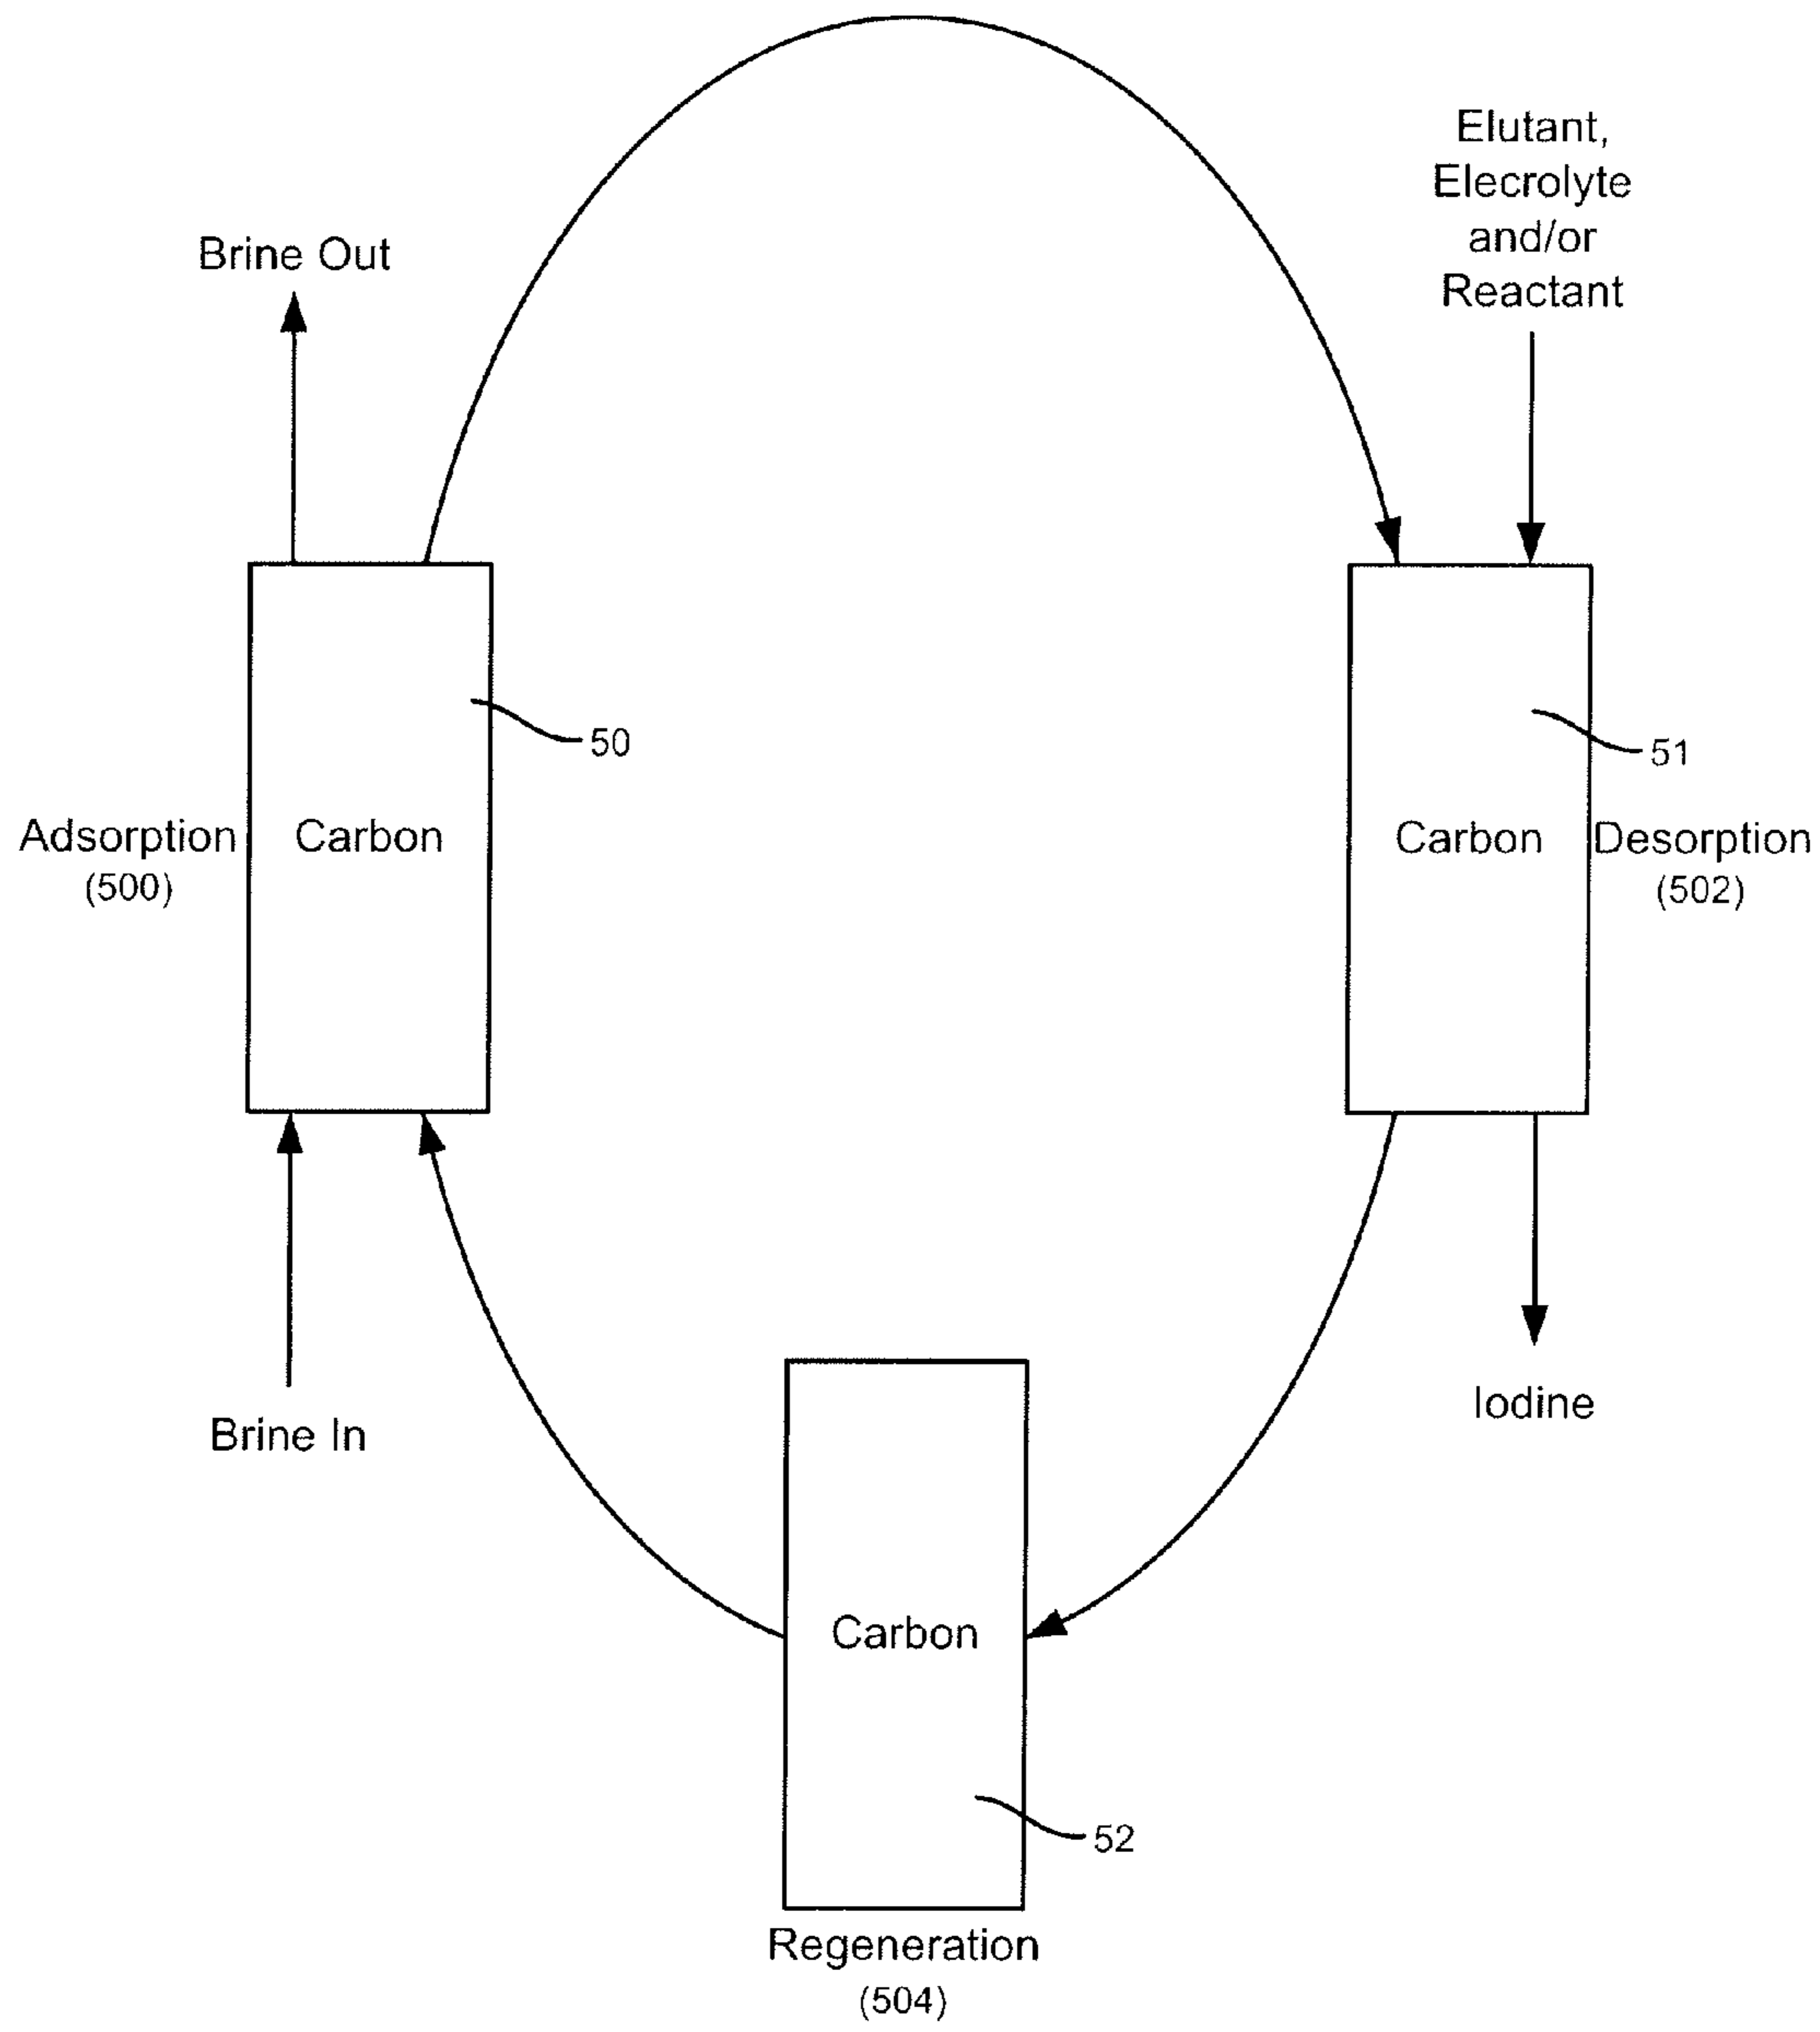 Elutant,
Elecrolyte
and/or
Reactant
Brine Out
50
51
Adsorption
(500)
Carbon
Carbon
Desorption
(502)
Brine In
Iodine
Carbon
52
Regeneration
(504)